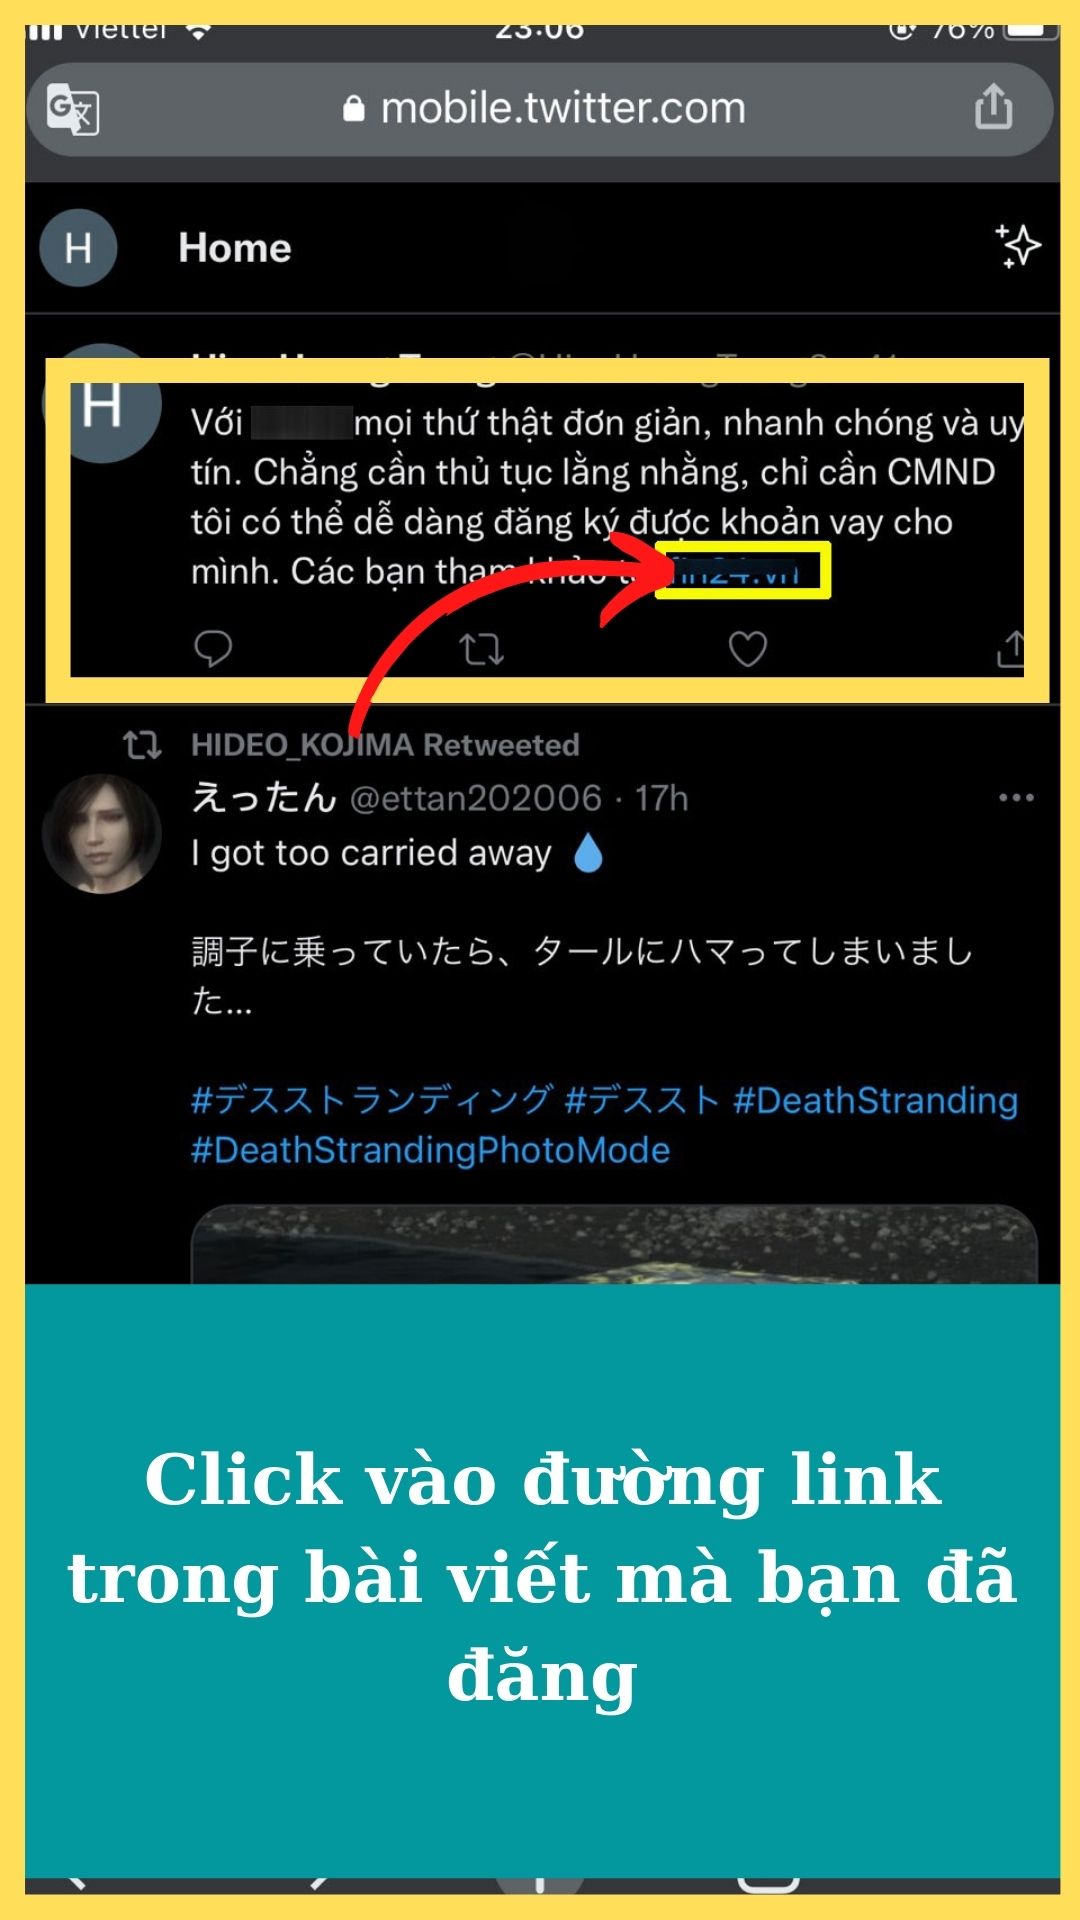 viettel 23:06 76%
mobile.twitter.com
H Home
H
Với mọi thứ thật đơn giản, nhanh chóng và uy
tín. Chẳng cần thủ tục lằng nhằng, chỉ cần CMND
tôi có thể dễ dàng đăng ký được khoản vay cho
mình. Các bạn tham khảo
HIDEO_KOJIMA Retweeted
えったん @ettan202006 · 17h
I got too carried away
調子に乗っていたら、タールにハマってしまいまし
た...
#デスストランディング #デススト #DeathStranding
#DeathStrandingPhotoMode
Click vào đường link
trong bài viết mà bạn đã
đăng